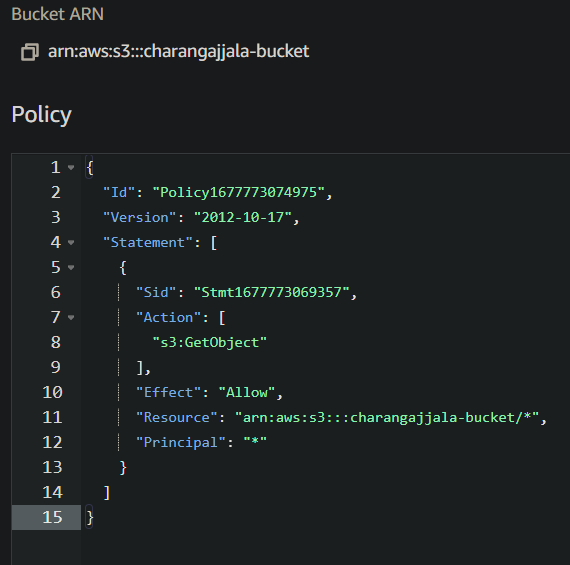 Bucket ARN
arn:aws:s3:::charangajjala-bucket
Policy
1 {
2 "Id": "Policy1677773074975",
3 "Version": "2012-10-17",
4 "Statement": [
5 {
6 "Sid": "Stmt1677773069357",
7 "Action": [
8 "s3:GetObject"
9 ],
10 "Effect": "Allow",
11 "Resource": "arn:aws:s3:::charangajjala-bucket/*",
12 "Principal": "*"
13 }
14 ]
15 }